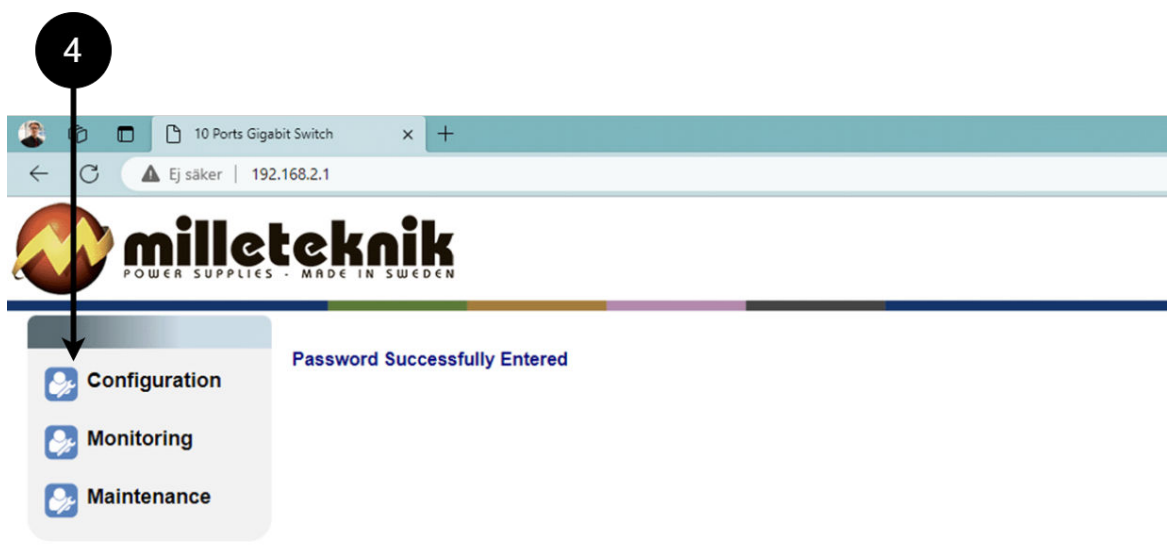 4
10 Ports Gigabit Switch
Ej säker | 192.168.2.1
milleteknik
POWER SUPPLIES - MADE IN SWEDEN
Password Successfully Entered
Configuration
Monitoring
Maintenance